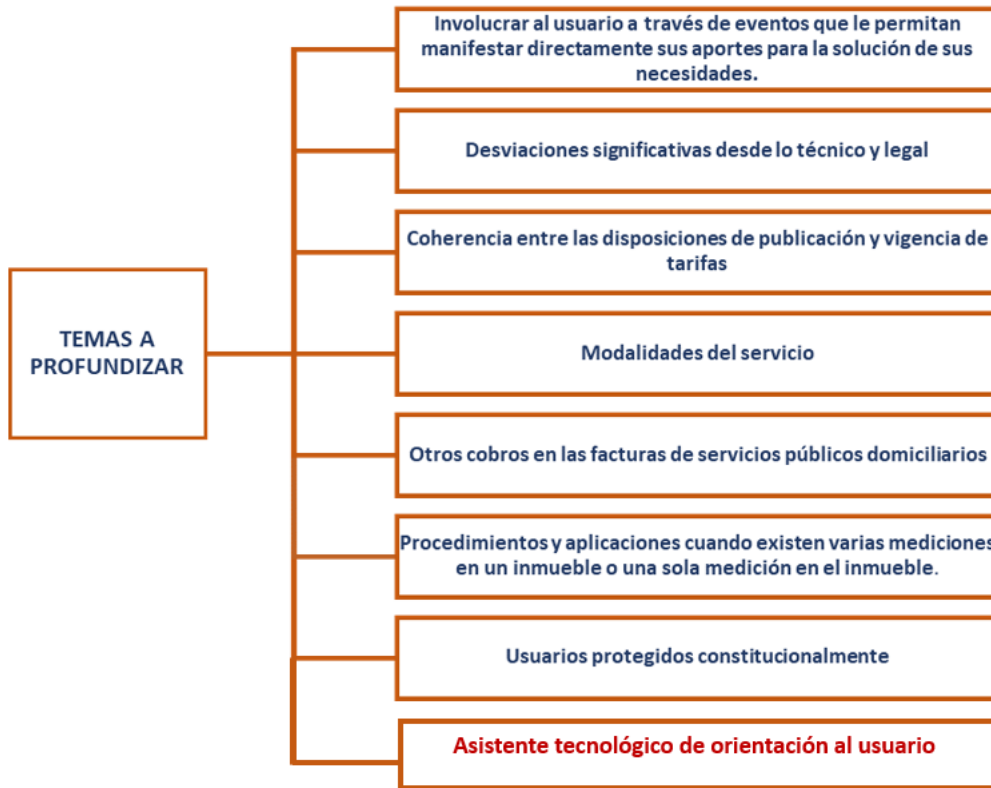 Involucrar al usuario a través de eventos que le permitan
manifestar directamente sus aportes para la solución de sus
necesidades.
Desviaciones significativas desde lo técnico y legal
Coherencia entre las disposiciones de publicación y vigencia de
tarifas
TEMAS A
PROFUNDIZAR
Modalidades del servicio
Otros cobros en las facturas de servicios públicos domiciliarios
Procedimientos y aplicaciones cuando existen varias mediciones
en un inmueble o una sola medición en el inmueble.
Usuarios protegidos constitucionalmente
Asistente tecnológico de orientación al usuario